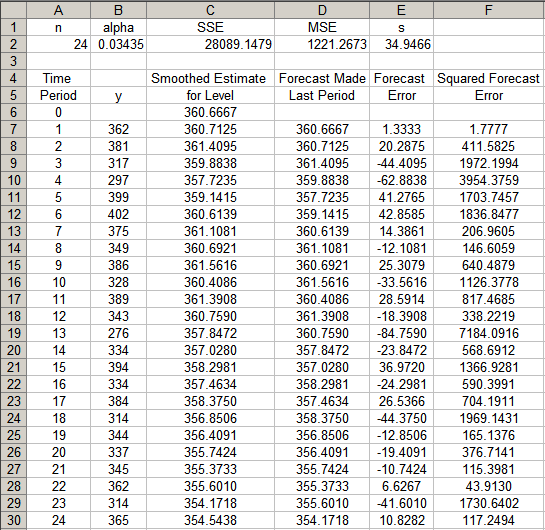 A B C D E F
1 n alpha SSE MSE s
2 24 0.03435 28089.1479 1221.2673 34.9466
3
4 Time Smoothed Estimate Forecast Made Forecast Squared Forecast
5 Period y for Level Last Period Error Error
6 0 360.6667
7 1 362 360.7125 360.6667 1.3333 1.7777
8 2 381 361.4095 360.7125 20.2875 411.5825
9 3 317 359.8838 361.4095 -44.4095 1972.1994
10 4 297 357.7235 359.8838 -62.8838 3954.3759
11 5 399 359.1415 357.7235 41.2765 1703.7457
12 6 402 360.6139 359.1415 42.8585 1836.8477
13 7 375 361.1081 360.6139 14.3861 206.9605
14 8 349 360.6921 361.1081 -12.1081 146.6059
15 9 386 361.5616 360.6921 25.3079 640.4879
16 10 328 360.4086 361.5616 -33.5616 1126.3778
17 11 389 361.3908 360.4086 28.5914 817.4685
18 12 343 360.7590 361.3908 -18.3908 338.2219
19 13 276 357.8472 360.7590 -84.7590 7184.0916
20 14 334 357.0280 357.8472 -23.8472 568.6912
21 15 394 358.2981 357.0280 36.9720 1366.9281
22 16 334 357.4634 358.2981 -24.2981 590.3991
23 17 384 358.3750 357.4634 26.5366 704.1911
24 18 314 356.8506 358.3750 -44.3750 1969.1431
25 19 344 356.4091 356.8506 -12.8506 165.1376
26 20 337 355.7424 356.4091 -19.4091 376.7141
27 21 345 355.3733 355.7424 -10.7424 115.3981
28 22 362 355.6010 355.3733 6.6267 43.9130
29 23 314 354.1718 355.6010 -41.6010 1730.6402
30 24 365 354.5438 354.1718 10.8282 117.2494